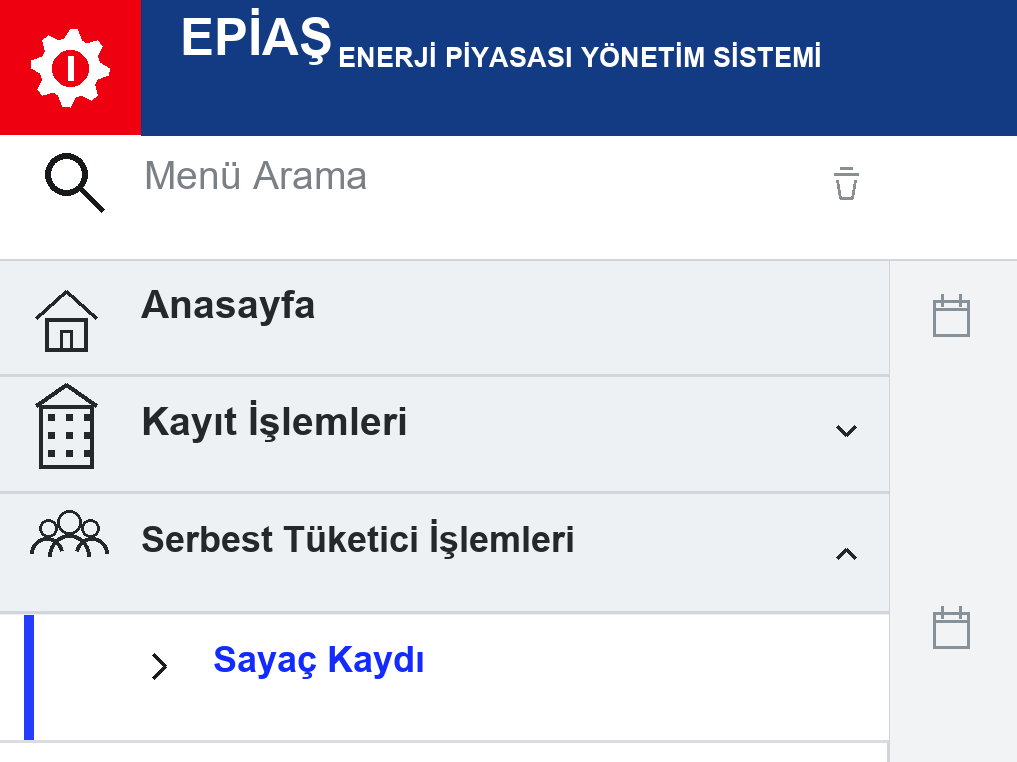 EPİAŞ ENERJİ PİYASASI YÖNETİM SİSTEMİ
Menü Arama
Anasayfa
Kayıt İşlemleri
Serbest Tüketici İşlemleri
Sayaç Kaydı